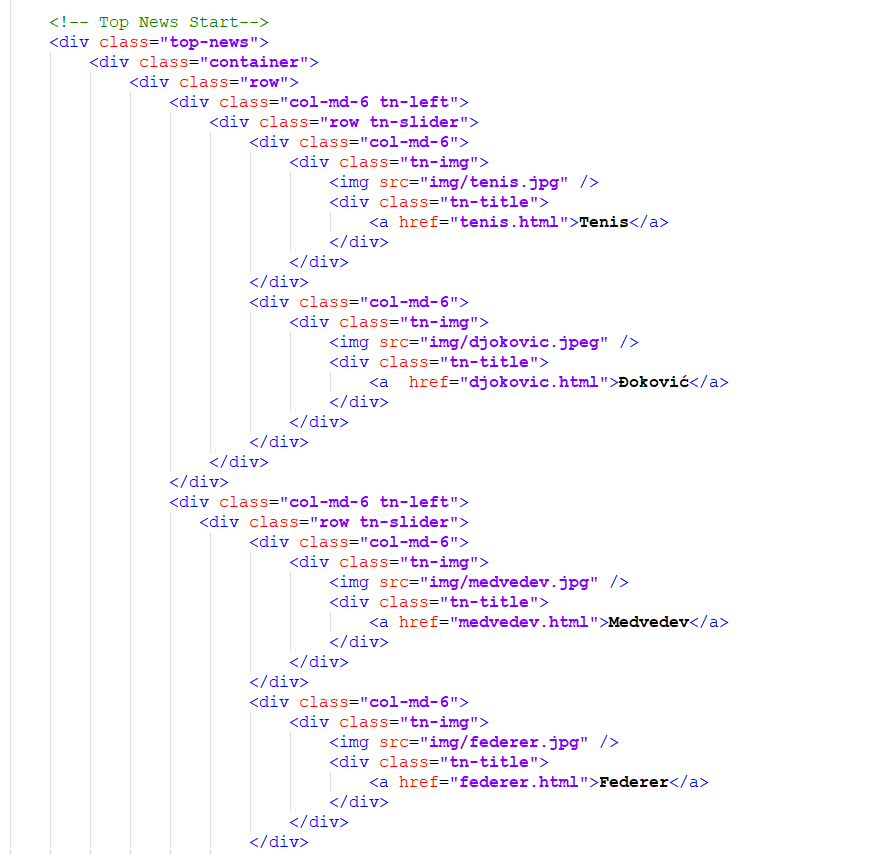 <!-- Top News Start-->
<div class="top-news">
<div class="container">
<div class="row">
<div class="col-md-6 tn-left">
<div class="row tn-slider">
<div class="col-md-6">
<div class="tn-img">
<img src="img/tenis.jpg" />
<div class="tn-title">
<a href="tenis.html">Tenis</a>
</div>
</div>
</div>
<div class="col-md-6">
<div class="tn-img">
<img src="img/djokovic.jpeg" />
<div class="tn-title">
<a  href="djokovic.html">Đoković</a>
</div>
</div>
</div>
</div>
</div>
<div class="col-md-6 tn-left">
<div class="row tn-slider">
<div class="col-md-6">
<div class="tn-img">
<img src="img/medvedev.jpg" />
<div class="tn-title">
<a href="medvedev.html">Medvedev</a>
</div>
</div>
</div>
<div class="col-md-6">
<div class="tn-img">
<img src="img/federer.jpg" />
<div class="tn-title">
<a href="federer.html">Federer</a>
</div>
</div>
</div>